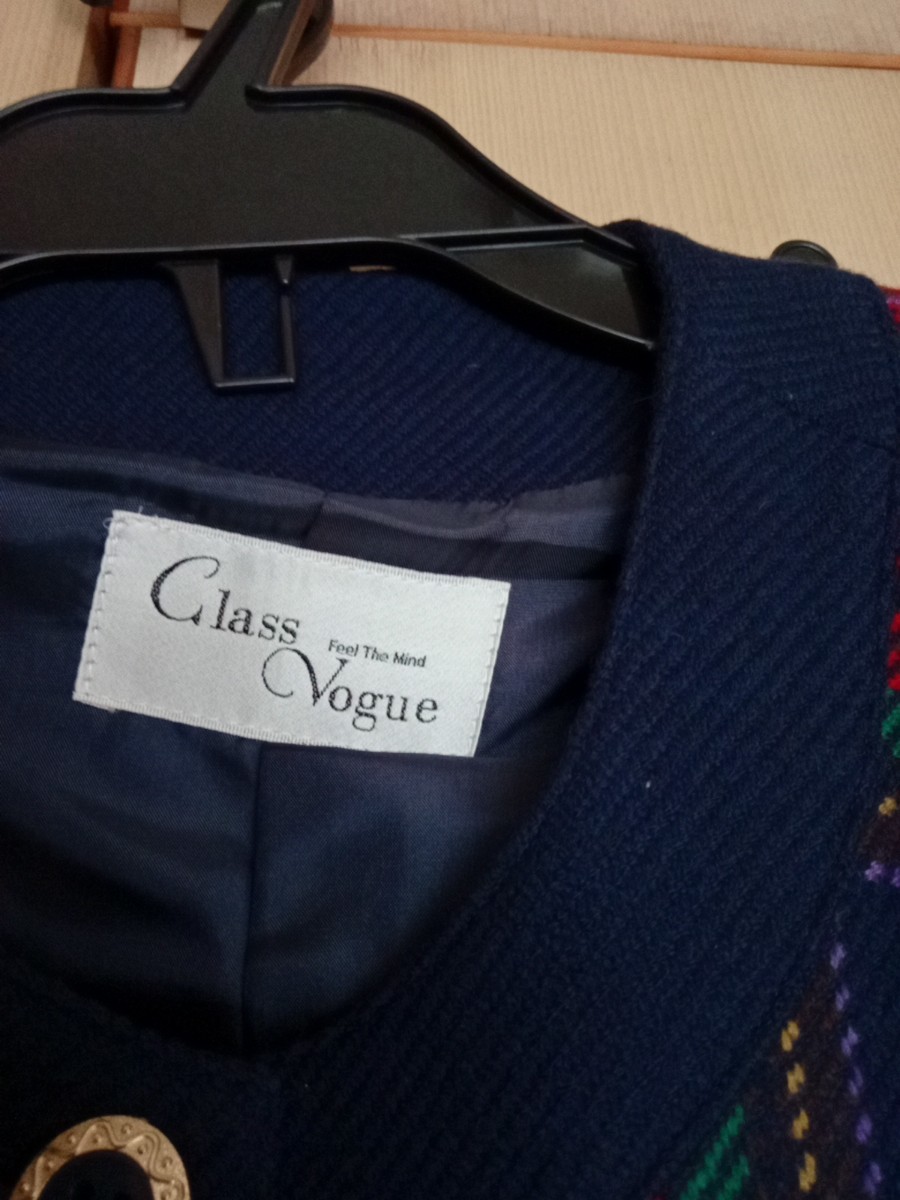 Class
Feel The Mind
Vogue